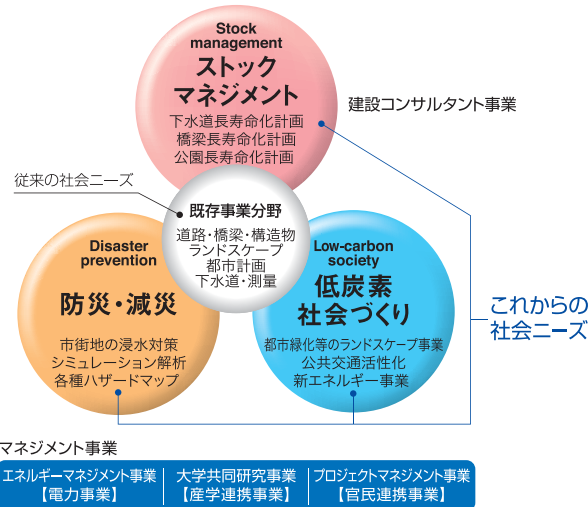 Stock
management
ストック
マネジメント
下水道長寿命化計画
橋梁長寿命化計画
公園長寿命化計画
建設コンサルタント事業
従来の社会ニーズ
既存事業分野
道路・橋梁・構造物
ランドスケープ
都市計画
下水道・測量
Disaster
prevention
防災・減災
市街地の浸水対策
シミュレーション解析
各種ハザードマップ
Low-carbon
society
低炭素
社会づくり
都市緑化等のランドスケープ事業
公共交通活性化
新エネルギー事業
これからの
社会ニーズ
マネジメント事業
エネルギーマネジメント事業
【電力事業】
大学共同研究事業
【産学連携事業】
プロジェクトマネジメント事業
【官民連携事業】